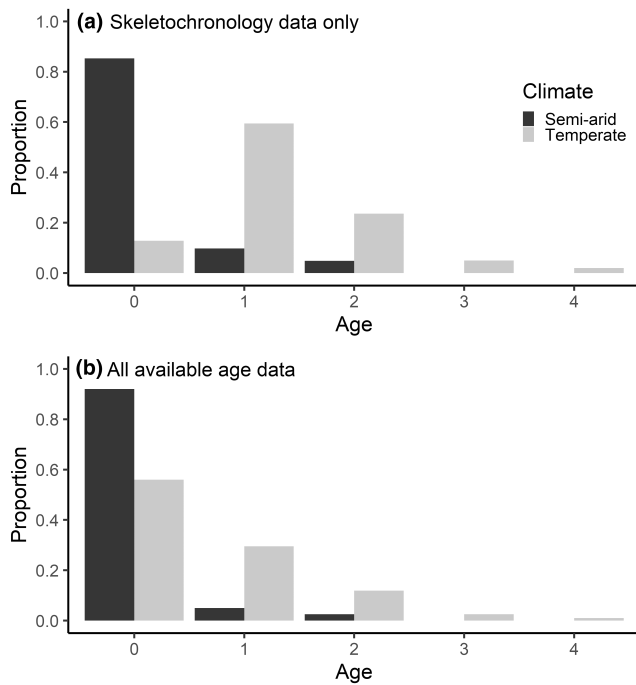 (a) Skeletochronology data only
1.0
0.8
0.6
0.4
0.2
0.0
Proportion
Climate
Semi-arid
Temperate
0 1 2 3 4
Age
(b) All available age data
1.0
0.8
0.6
0.4
0.2
0.0
Proportion
0 1 2 3 4
Age